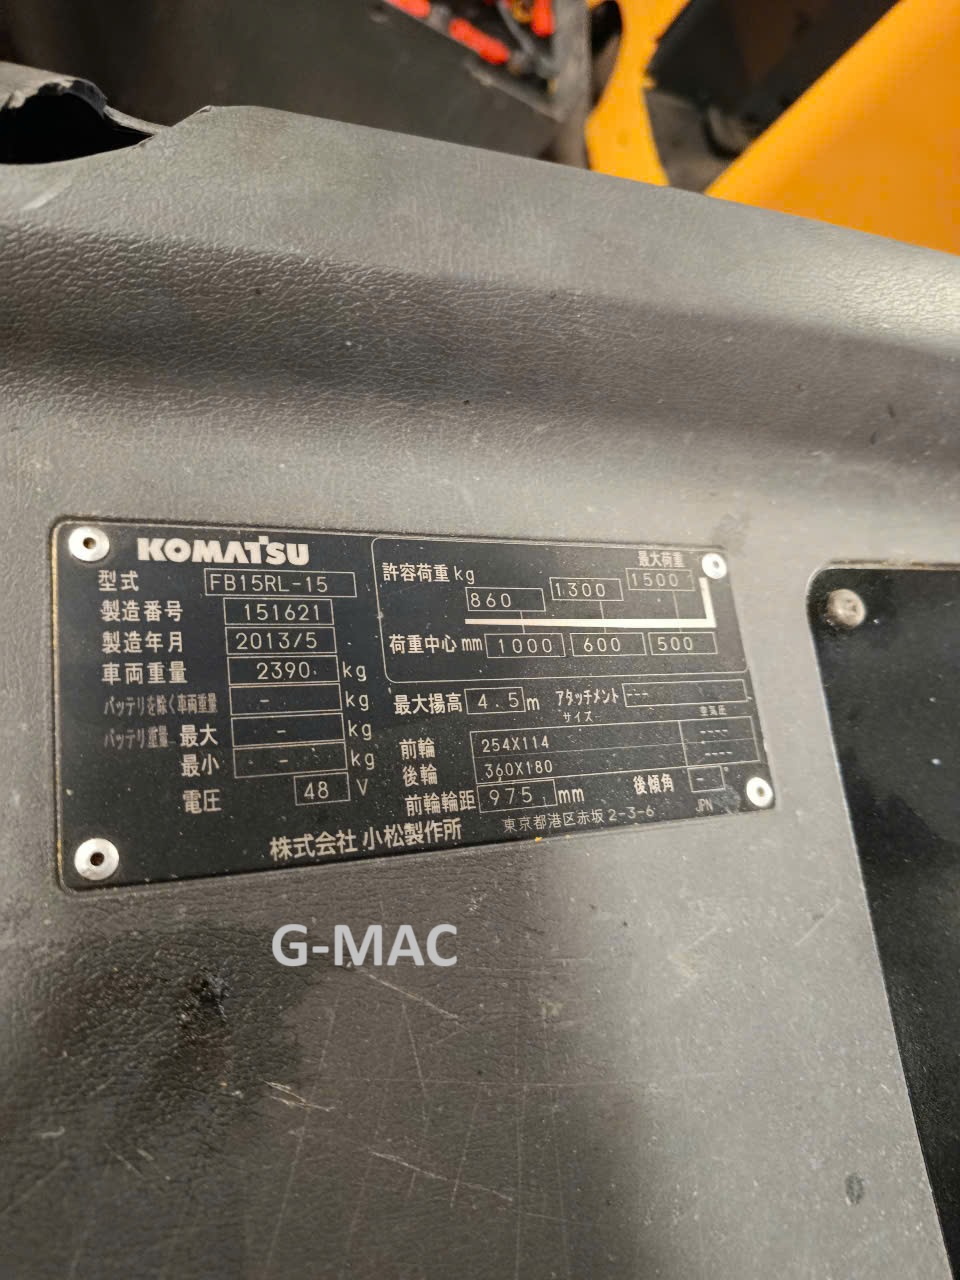 KOMATSU
型式 FB15RL-15
製造番号 151621
製造年月 2013/5
車両重量 2390 kg
バッテリを除く車両重量 - kg
バッテリ重量 最大 - kg
最小 - kg
電圧 48 V
許容荷重 kg
最大荷重
860 1300 1500
荷重中心 mm 1000 600 500
最大揚高 4.5 m アタッチメント ---
サイズ 空気圧
前輪 254X114 ----
後輪 360X180 ----
前輪輪距 975 mm 後傾角 -
株式会社 小松製作所 東京都港区赤坂 2-3-6 JPN
G-MAC